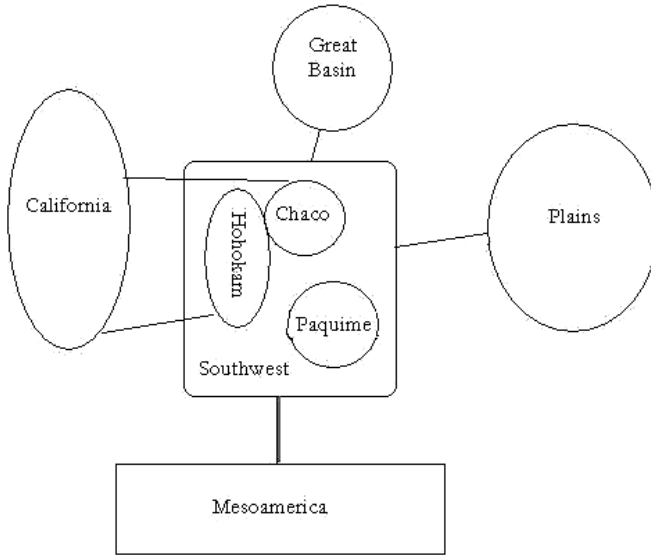 Great
Basin
California
Chaco
Hohokam
Plains
Paquime
Southwest
Mesoamerica